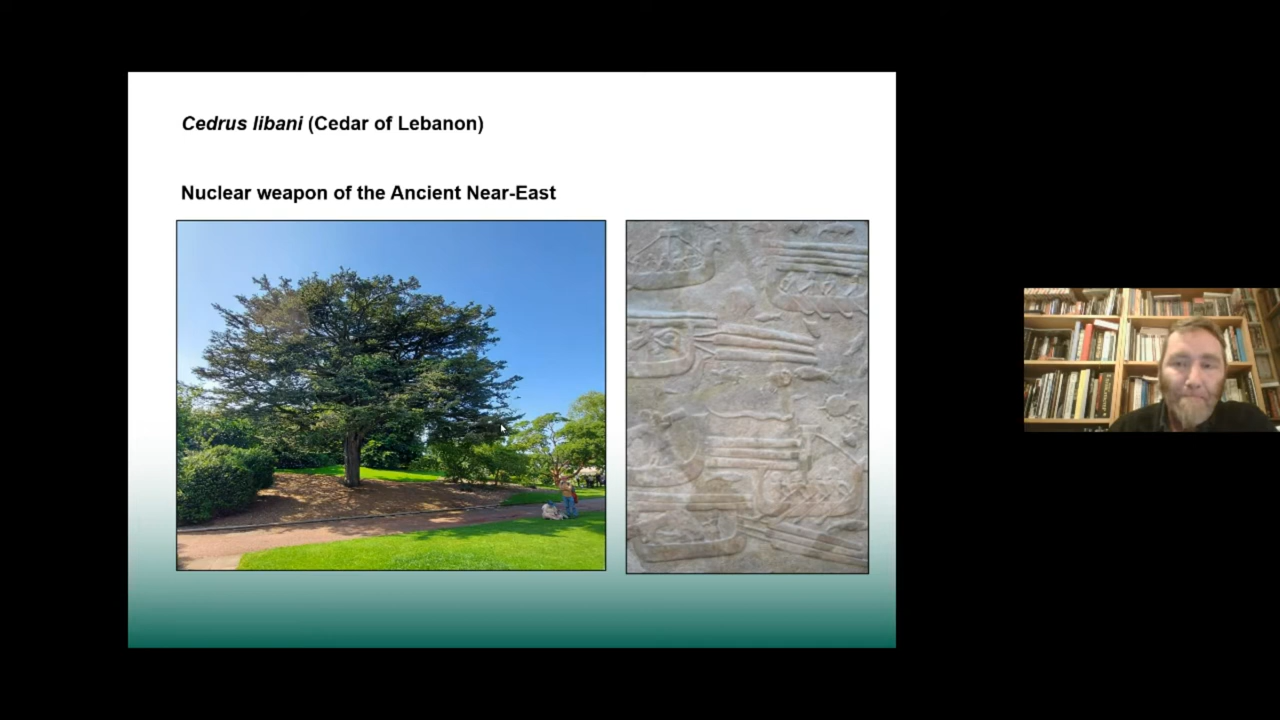 Cedrus libani (Cedar of Lebanon)
Nuclear weapon of the Ancient Near-East